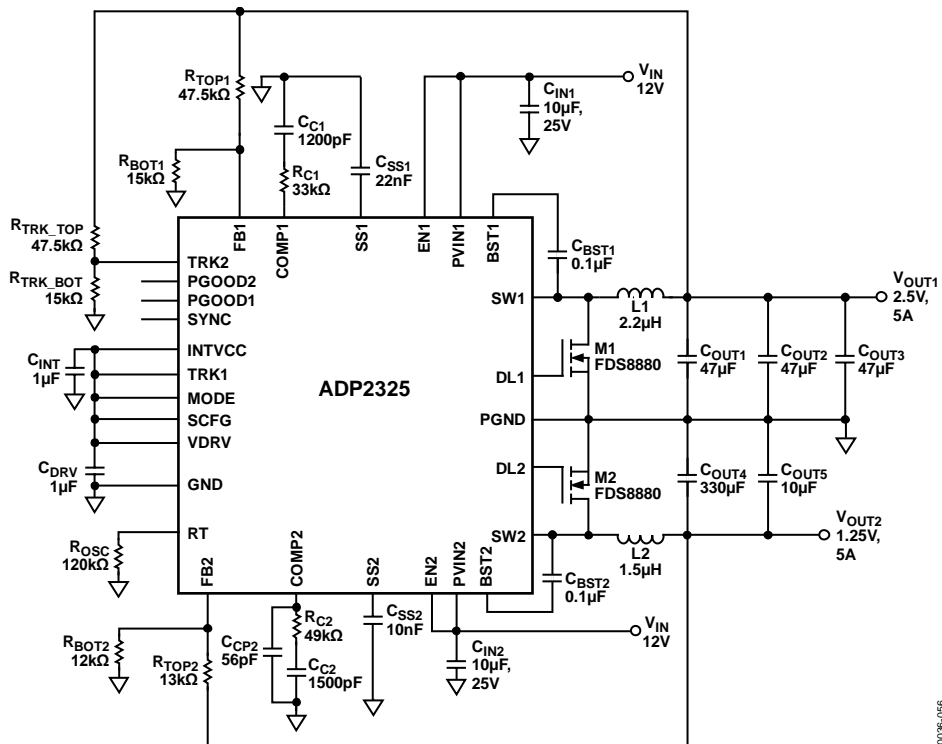 RTOP1
47.5kΩ
CC1
1200pF
RC1
33kΩ
CSS1
22nF
VIN
12V
CIN1
10µF,
25V
RBOT1
15kΩ
FB1
COMP1
SS1
EN1
PVIN1
BST1
CBST1
0.1µF
RTRK_TOP
47.5kΩ
RTRK_BOT
15kΩ
TRK2
PGOOD2
PGOOD1
SYNC
CINT
1µF
INTVCC
TRK1
MODE
SCFG
VDRV
CDRV
1µF
GND
ADP2325
SW1
L1
2.2µH
VOUT1
2.5V,
5A
M1
FDS8880
DL1
COUT1
47µF
COUT2
47µF
COUT3
47µF
PGND
DL2
M2
FDS8880
COUT4
330µF
COUT5
10µF
SW2
L2
1.5µH
VOUT2
1.25V,
5A
ROSC
120kΩ
RT
FB2
COMP2
SS2
EN2
PVIN2
BST2
CBST2
0.1µF
RBOT2
12kΩ
RTOP2
13kΩ
CCP2
56pF
RC2
49kΩ
CC2
1500pF
CSS2
10nF
VIN
12V
CIN2
10µF,
25V